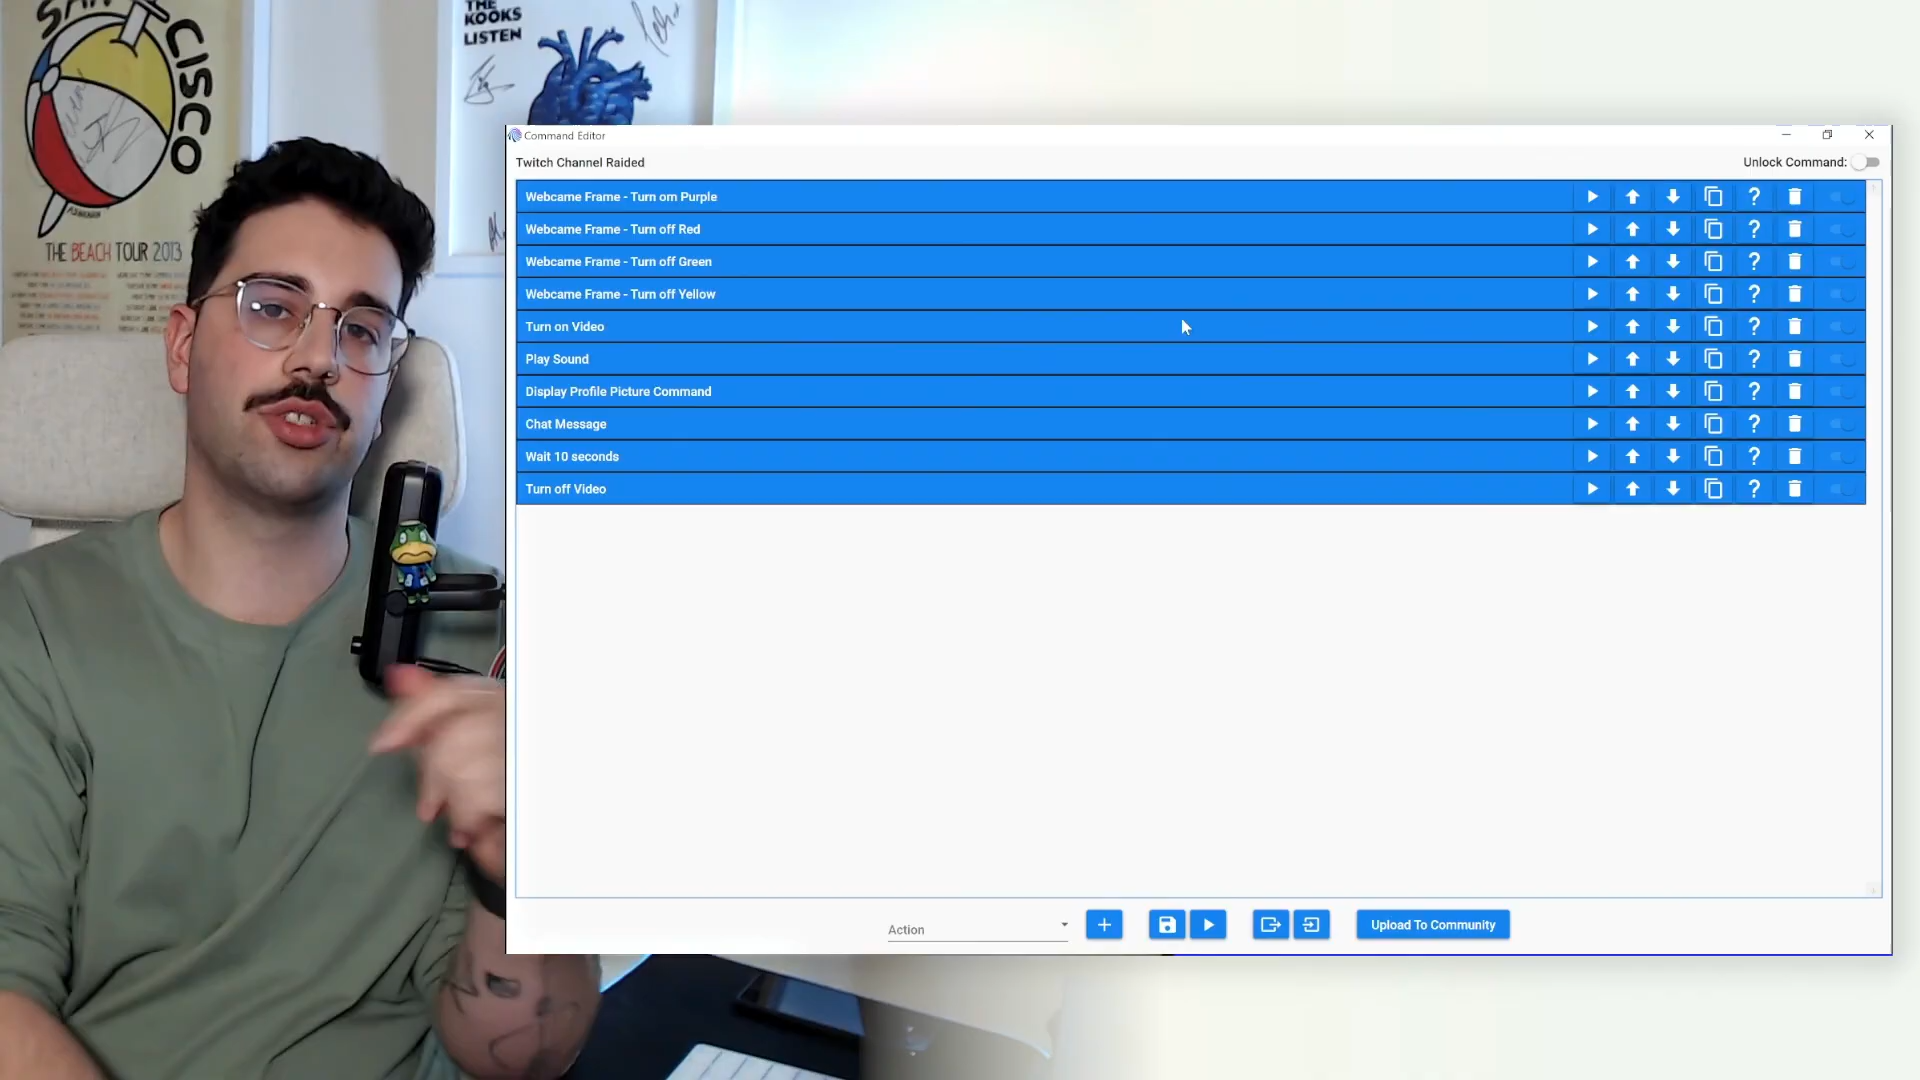 SAN
CISCO
THE BEACH TOUR 2013
THE
KOOKS
LISTEN
Command Editor
Twitch Channel Raided
Unlock Command:
Webcame Frame - Turn om Purple
Webcame Frame - Turn off Red
Webcame Frame - Turn off Green
Webcame Frame - Turn off Yellow
Turn on Video
Play Sound
Display Profile Picture Command
Chat Message
Wait 10 seconds
Turn off Video
Action
Upload To Community